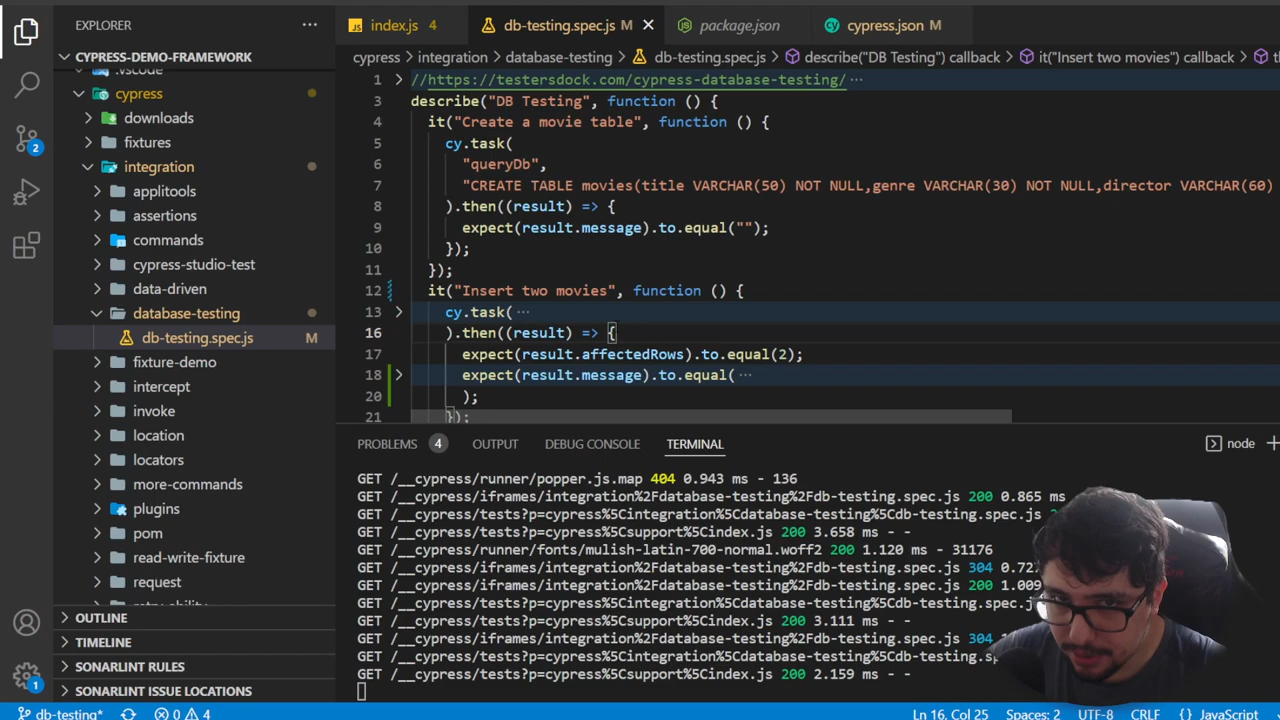 EXPLORER
index.js 4
db-testing.spec.js M
package.json
cypress.json M
CYPRESS-DEMO-FRAMEWORK
.vscode
cypress
downloads
fixtures
integration
applitools
assertions
commands
cypress-studio-test
data-driven
database-testing
db-testing.spec.js M
fixture-demo
intercept
invoke
location
locators
more-commands
plugins
pom
read-write-fixture
request
retry-ability
OUTLINE
TIMELINE
SONARLINT RULES
SONARLINT ISSUE LOCATIONS
cypress > integration > database-testing > db-testing.spec.js > describe("DB Testing") callback > it("Insert two movies") callback >
1 //https://testersdock.com/cypress-database-testing/ ···
3 describe("DB Testing", function () {
4 it("Create a movie table", function () {
5 cy.task(
6 "queryDb",
7 "CREATE TABLE movies(title VARCHAR(50) NOT NULL,genre VARCHAR(30) NOT NULL,director VARCHAR(60)
8 ).then((result) => {
9 expect(result.message).to.equal("");
10 });
11 });
12 it("Insert two movies", function () {
13 cy.task( ···
16 ).then((result) => {
17 expect(result.affectedRows).to.equal(2);
18 expect(result.message).to.equal( ···
20 );
21 });
PROBLEMS 4 OUTPUT DEBUG CONSOLE TERMINAL
node
GET /__cypress/runner/popper.js.map 404 0.943 ms - 136
GET /__cypress/iframes/integration%2Fdatabase-testing%2Fdb-testing.spec.js 200 0.865 ms
GET /__cypress/tests?p=cypress%5Cintegration%5Cdatabase-testing%5Cdb-testing.spec.js
GET /__cypress/tests?p=cypress%5Csupport%5Cindex.js 200 3.658 ms - -
GET /__cypress/runner/fonts/mulish-latin-700-normal.woff2 200 1.120 ms - 31176
GET /__cypress/iframes/integration%2Fdatabase-testing%2Fdb-testing.spec.js 304
GET /__cypress/iframes/integration%2Fdatabase-testing%2Fdb-testing.spec.js 200 1.009
GET /__cypress/tests?p=cypress%5Cintegration%5Cdatabase-testing%5Cdb-testing.spec.
GET /__cypress/tests?p=cypress%5Csupport%5Cindex.js 200 3.111 ms - -
GET /__cypress/iframes/integration%2Fdatabase-testing%2Fdb-testing.spec.js 304
GET /__cypress/tests?p=cypress%5Cintegration%5Cdatabase-testing%5Cdb-testing.sp
GET /__cypress/tests?p=cypress%5Csupport%5Cindex.js 200 2.159 ms - -
2
1
db-testing* 0 4
Ln 16, Col 25 Spaces: 2 UTF-8 CRLF {} JavaScript